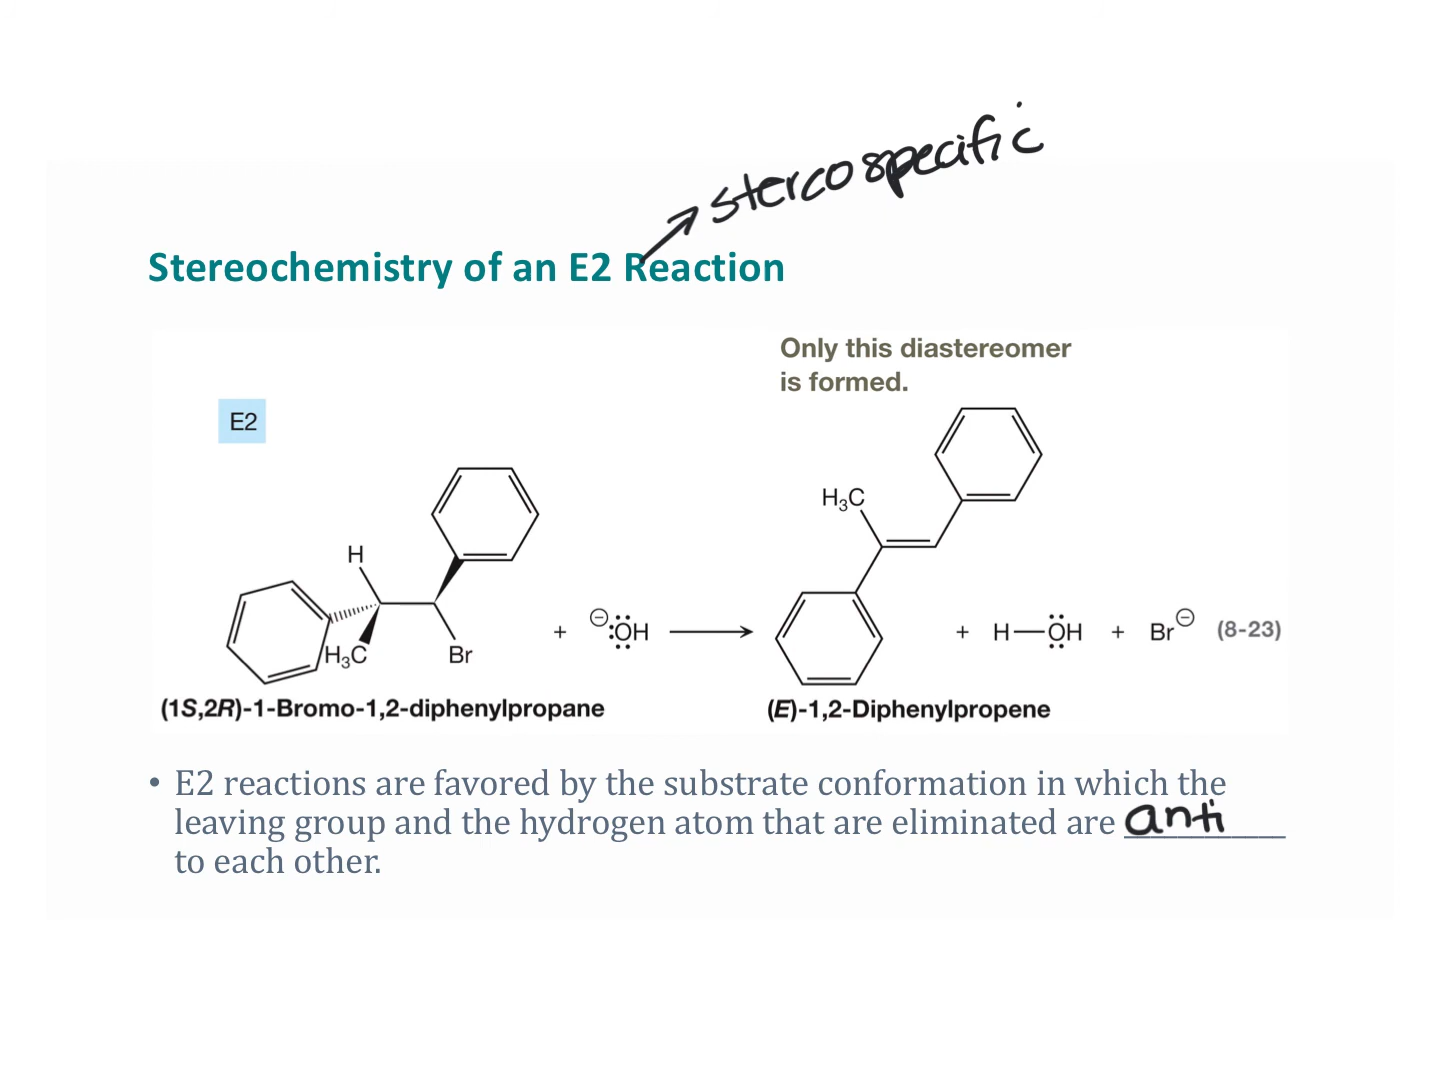 stereospecific
Stereochemistry of an E2 Reaction
Only this diastereomer
is formed.
E2
H₃C
H
+ ⊖:ÖH
+ H—ÖH + Br⊖ (8-23)
H₃C Br
(1S,2R)-1-Bromo-1,2-diphenylpropane (E)-1,2-Diphenylpropene
• E2 reactions are favored by the substrate conformation in which the
leaving group and the hydrogen atom that are eliminated are anti
to each other.